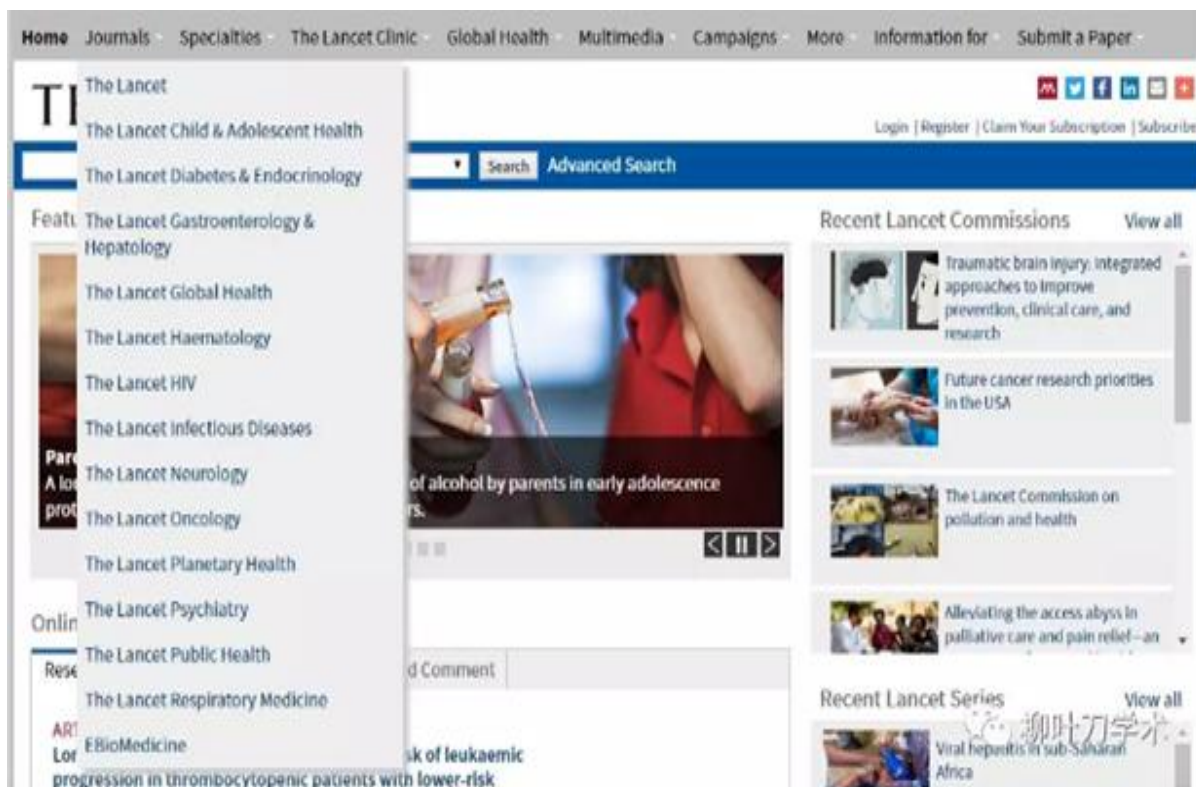 Home Journals Specialties The Lancet Clinic Global Health Multimedia Campaigns More Information for Submit a Paper
The Lancet
The Lancet Child & Adolescent Health
The Lancet Diabetes & Endocrinology
The Lancet Gastroenterology &
Hepatology
The Lancet Global Health
The Lancet Haematology
The Lancet HIV
The Lancet Infectious Diseases
The Lancet Neurology
The Lancet Oncology
The Lancet Planetary Health
The Lancet Psychiatry
The Lancet Public Health
The Lancet Respiratory Medicine
EBioMedicine
Login | Register | Claim Your Subscription | Subscribe
Search Advanced Search
of alcohol by parents in early adolescence
d Comment
sk of leukaemic
progression in thrombocytopenic patients with lower-risk
Recent Lancet Commissions View all
Traumatic brain injury: integrated
approaches to improve
prevention, clinical care, and
research
Future cancer research priorities
in the USA
The Lancet Commission on
pollution and health
Alleviating the access abyss in
palliative care and pain relief—an
Recent Lancet Series View all
Viral hepatitis in sub-Saharan
Africa
柳叶刀学术